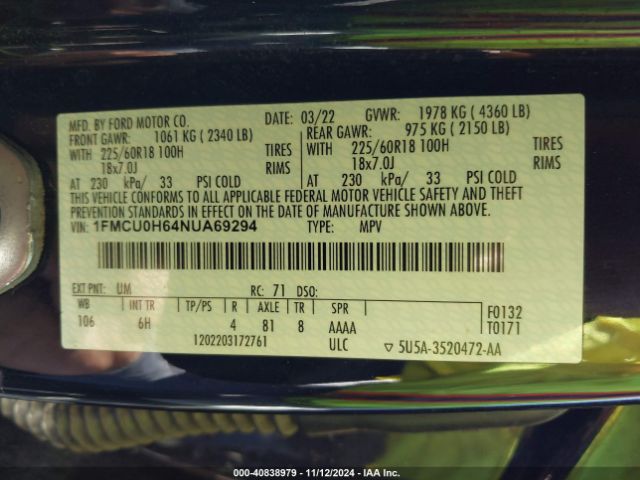 MFD. BY FORD MOTOR CO. DATE: 03/22 GVWR: 1978 KG ( 4360 LB)
FRONT GAWR: 1061 KG ( 2340 LB) REAR GAWR: 975 KG ( 2150 LB)
WITH 225/60R18 100H TIRES WITH 225/60R18 100H TIRES
18x7.0J RIMS 18x7.0J RIMS
AT 230 kPa/ 33 PSI COLD AT 230 kPa/ 33 PSI COLD
THIS VEHICLE CONFORMS TO ALL APPLICABLE FEDERAL MOTOR VEHICLE SAFETY AND THEFT
PREVENTION STANDARDS IN EFFECT ON THE DATE OF MANUFACTURE SHOWN ABOVE.
VIN: 1FMCU0H64NUA69294 TYPE: MPV
EXT PNT: UM RC: 71 DSO:
WB INT TR TP/PS R AXLE TR SPR F0132
106 6H 4 81 8 AAAA T0171
1202203172761 ULC ▽ 5U5A-3520472-AA
000-40838979 - 11/12/2024 - IAA Inc.